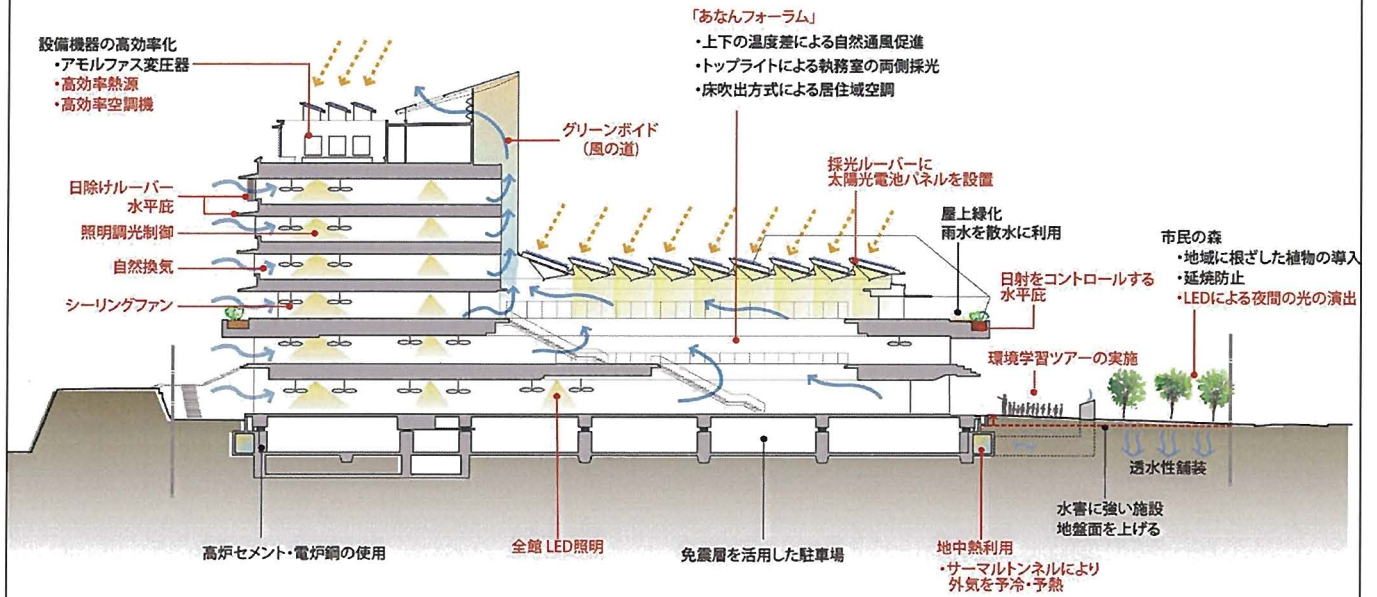 「あなんフォーラム」
・上下の温度差による自然通風促進
・トップライトによる執務室の両側採光
・床吹出方式による居住域空調
設備機器の高効率化
・アモルファス変圧器
・高効率熱源
・高効率空調機
グリーンボイド
(風の道)
採光ルーバーに
太陽光電池パネルを設置
日除けルーバー
水平庇
照明調光制御
自然換気
シーリングファン
屋上緑化
雨水を散水に利用
日射をコントロールする
水平庇
市民の森
・地域に根ざした植物の導入
・延焼防止
・LEDによる夜間の光の演出
環境学習ツアーの実施
透水性舗装
水害に強い施設
地盤面を上げる
高炉セメント・電炉鋼の使用
全館LED照明
免震層を活用した駐車場
地中熱利用
・サーマルトンネルにより
外気を予冷・予熱